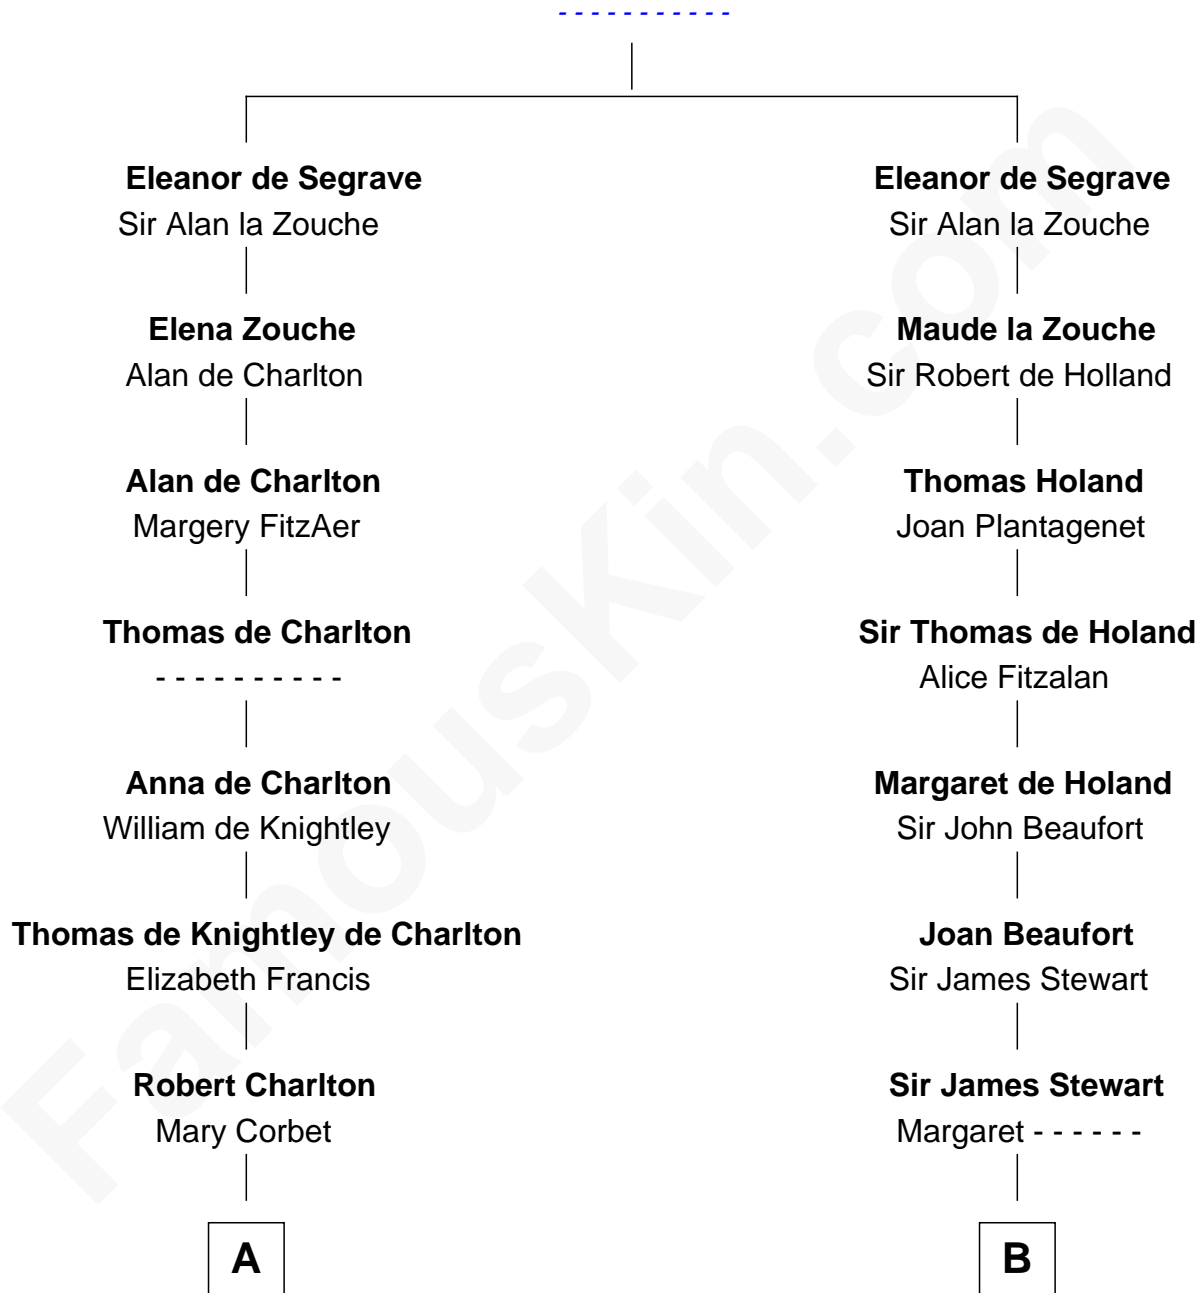 - - - - - - - - - - -
Eleanor de Segrave
Sir Alan la Zouche
Elena Zouche
Alan de Charlton
Alan de Charlton
Margery FitzAer
Thomas de Charlton
- - - - - - - - - -
Anna de Charlton
William de Knightley
Thomas de Knightley de Charlton
Elizabeth Francis
Robert Charlton
Mary Corbet
A
Eleanor de Segrave
Sir Alan la Zouche
Maude la Zouche
Sir Robert de Holland
Thomas Holand
Joan Plantagenet
Sir Thomas de Holand
Alice Fitzalan
Margaret de Holand
Sir John Beaufort
Joan Beaufort
Sir James Stewart
Sir James Stewart
Margaret - - - - - -
B
FamousKin.com